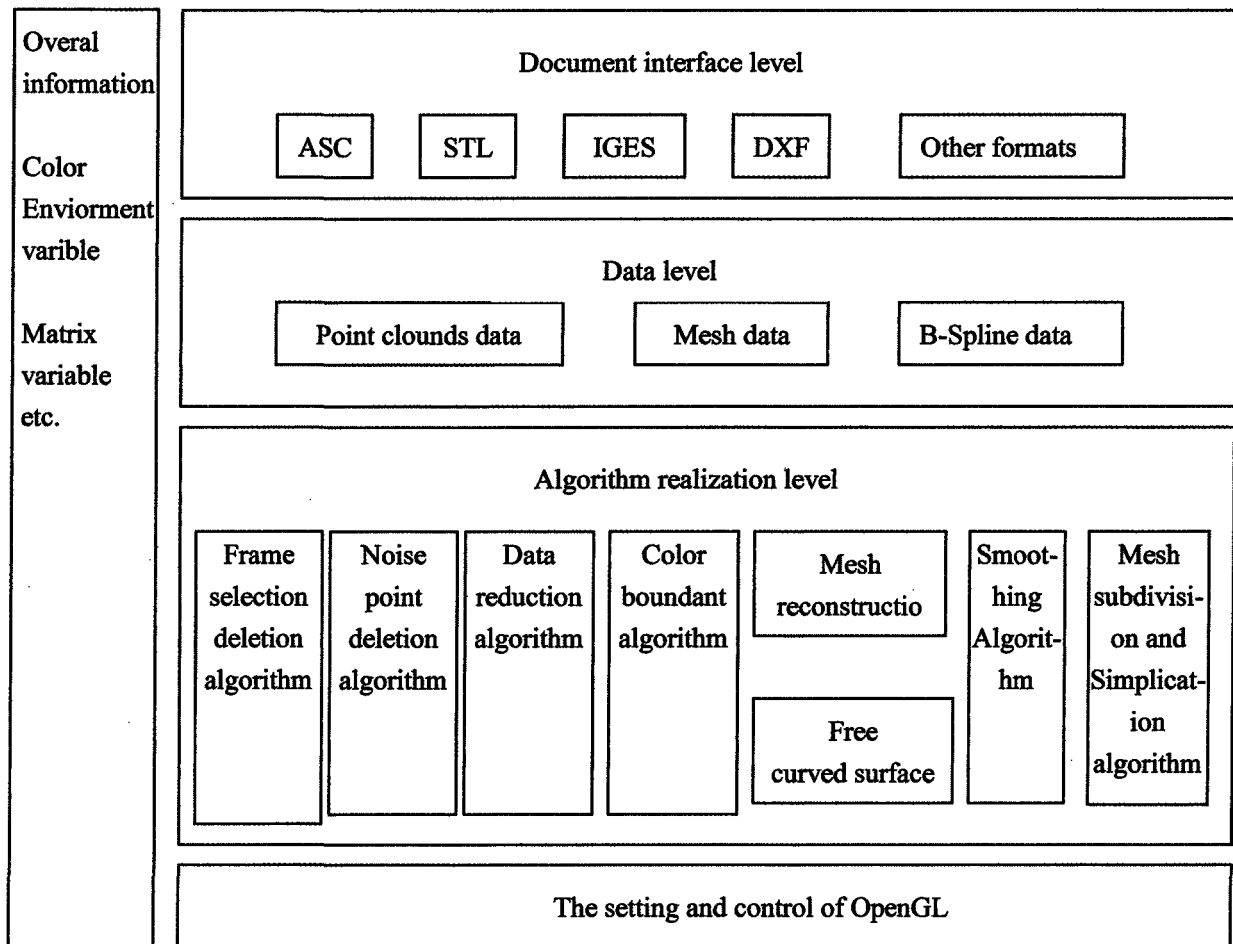 Overal
information
Color
Enviorment
varible
Matrix
variable
etc.
Document interface level
ASC
STL
IGES
DXF
Other formats
Data level
Point clounds data
Mesh data
B-Spline data
Algorithm realization level
Frame
selection
deletion
algorithm
Noise
point
deletion
algorithm
Data
reduction
algorithm
Color
boundant
algorithm
Mesh
reconstructio
Free
curved surface
Smoot-
hing
Algorit-
hm
Mesh
subdivisi-
on and
Simplicat-
ion
algorithm
The setting and control of OpenGL